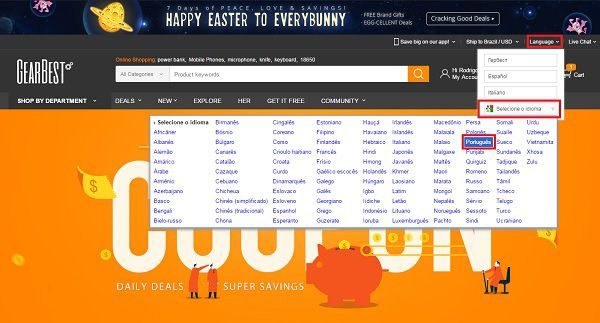 7 Days of PEACE, LOVE & SAVINGS!
HAPPY EASTER TO EVERYBUNNY
· FREE Brand Gifts
· EGG-CELLENT Deals
Cracking Good Deals ›
Save big on our app!
Ship to Brazil / USD
Language
Live Chat
GEARBEST
Online Shopping: power bank, Mobile Phones, microphone, knife, keyboard, 18650
All Categories
Product keywords
Hi Rodrigo
My Accou
Cart
Гирбест
Español
Italiano
Selecione o idioma
SHOP BY DEPARTMENT
DEALS
NEW
EXPLORE
HER
GET IT FREE
COMMUNITY
› Selecione o idioma Birmanês Cingalês Estoniano Hauçá Iorubá Macedônio Persa Somali Urdu
Africâner Bósnio Coreano Filipino Havaiano Islandês Malaiala Polonês Suaíle Uzbeque
Albanês Búlgaro Corso Finlandês Hebraico Italiano Malaio Português Sueco Vietnamita
Alemão Canarês Crioulo haitiano Francês Híndi Japonês Malgaxe Punjabi Sundanês Xhosa
Amárico Catalão Croata Frísio Hmong Javanês Maltês Quirguiz Tadjique Zulu
Árabe Cazaque Curdo Gaélico escocês Holandês Khmer Maori Romeno Tailandês
Armênio Cebuano Dinamarquês Galego Húngaro Laosiano Marata Russo Tâmil
Azerbaijano Chicheua Eslovaco Galês Igbo Latim Mongol Samoano Tcheco
Basco Chinês (simplificado) Esloveno Georgiano Iídiche Letão Nepalês Sérvio Telugo
Bengali Chinês (tradicional) Espanhol Grego Indonésio Lituano Norueguês Sessoto Turco
Bielo-russo Chona Esperanto Guzerate Ioruba Luxemburguês Pachto Sindi Ucraniano
COUPON
DAILY DEALS
SUPER SAVINGS